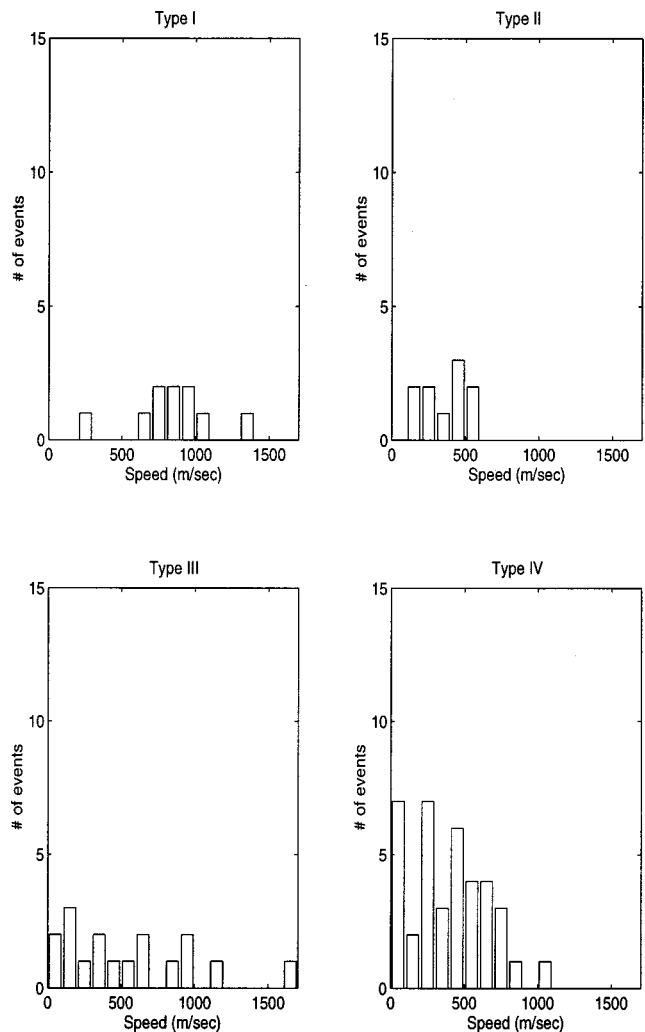 Type I
15
10
5
0
# of events
0 500 1000 1500
Speed (m/sec)
Type II
15
10
5
0
# of events
0 500 1000 1500
Speed (m/sec)
Type III
15
10
5
0
# of events
0 500 1000 1500
Speed (m/sec)
Type IV
15
10
5
0
# of events
0 500 1000 1500
Speed (m/sec)